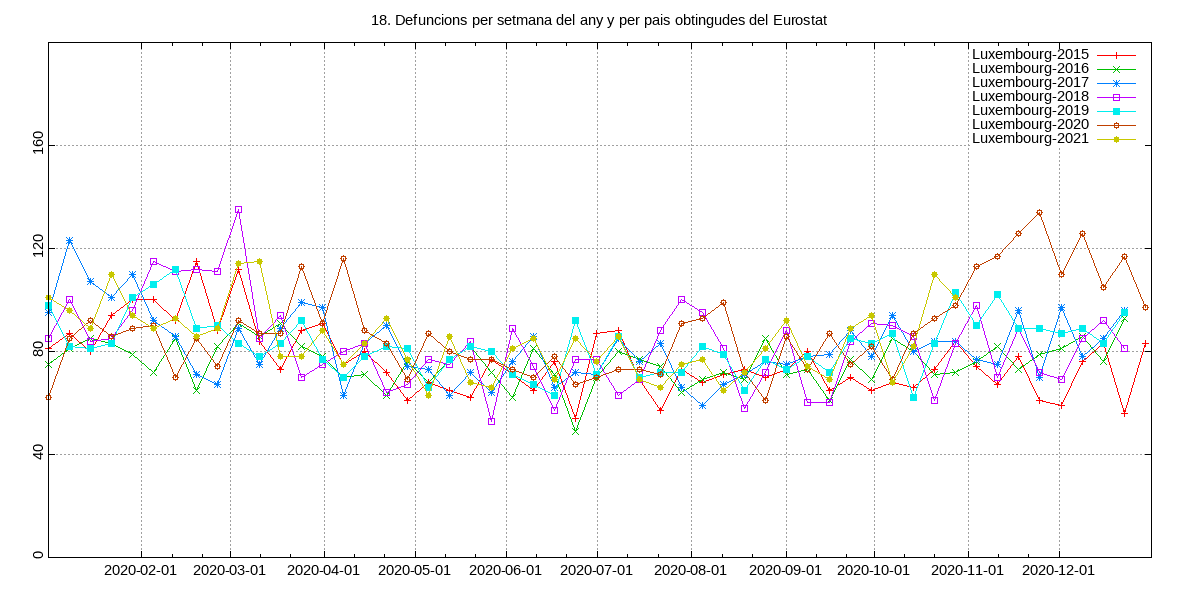 18. Defuncions per setmana del any y per pais obtingudes del Eurostat
Luxembourg-2015
Luxembourg-2016
Luxembourg-2017
Luxembourg-2018
Luxembourg-2019
Luxembourg-2020
Luxembourg-2021
160
120
80
40
0
2020-02-01 2020-03-01 2020-04-01 2020-05-01 2020-06-01 2020-07-01 2020-08-01 2020-09-01 2020-10-01 2020-11-01 2020-12-01